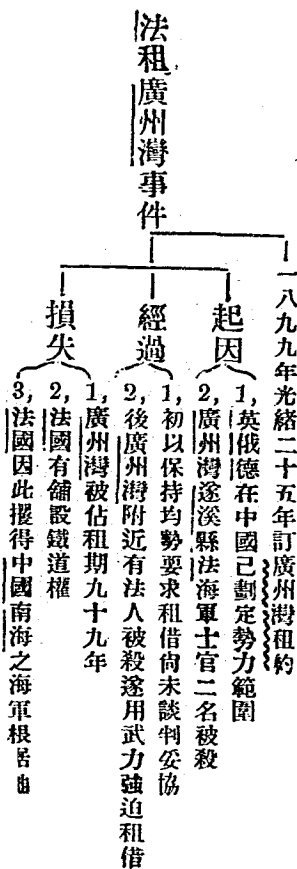 法租廣州灣事件
一八九九年光緒二十五年訂廣州灣租約
起因
1,英俄德在中國已劃定勢力範圍
2,廣州灣遂溪縣法海軍士官二名被殺
經過
1,初以保持均勢要求租借尙未談判妥協
2,後廣州灣附近有法人被殺遂用武力強迫租借
損失
1,廣州灣被佔租期九十九年
2,法國有鋪設鐵道權
3,法國因此攫得中國南海之海軍根